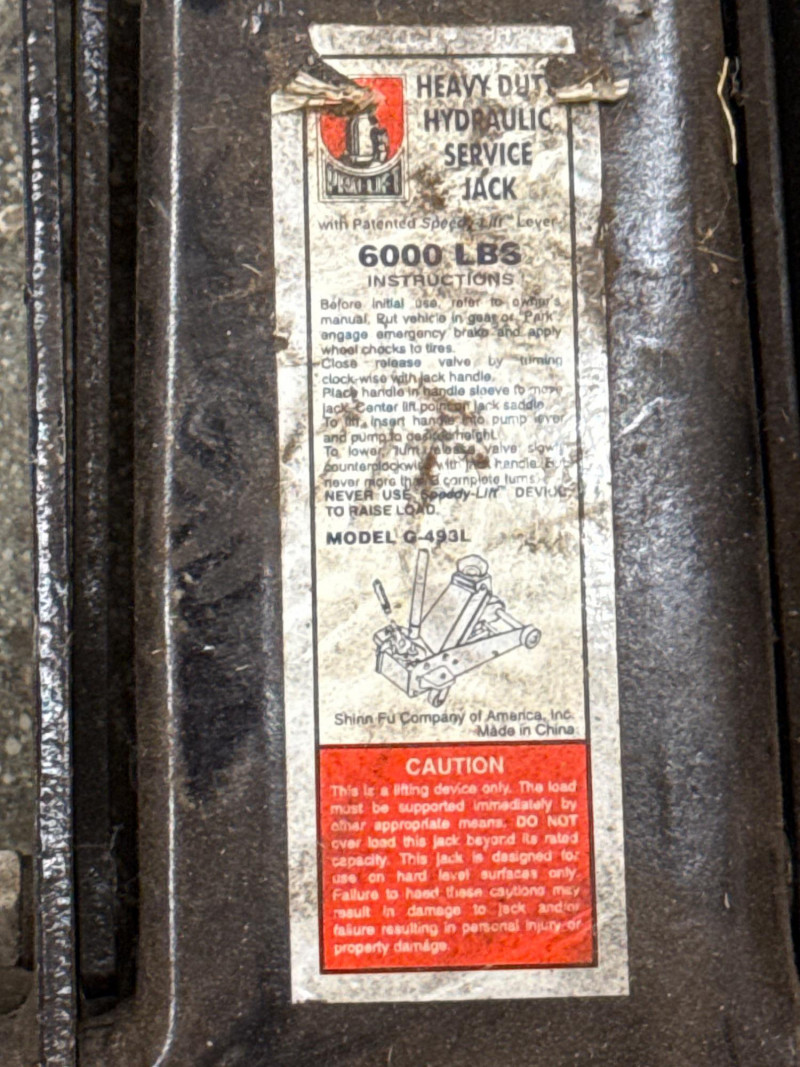 HEAVY DUTY
HYDRAULIC
SERVICE
JACK
with Patented Speedy-Lift™ Lever
6000 LBS
INSTRUCTIONS
Before initial use, refer to owner's
manual. Put vehicle in gear or "Park"
engage emergency brake and apply
wheel chocks to tires.
Close release valve by turning
clock-wise with jack handle.
Place handle in handle sleeve to move
jack. Center lift point on jack saddle.
To lift, insert handle into pump lever
and pump to desired height.
To lower, turn release valve slowly
counterclockwise with jack handle, but
never more than complete turns.
NEVER USE Speedy-Lift™ DEVICE
TO RAISE LOAD.
MODEL G-493L
Shinn Fu Company of America, Inc.
Made in China
CAUTION
This is a lifting device only. The load
must be supported immediately by
other appropriate means. DO NOT
over load this jack beyond its rated
capacity. This jack is designed for
use on hard level surfaces only.
Failure to heed these cautions may
result in damage to jack and/or
failure resulting in personal injury or
property damage.